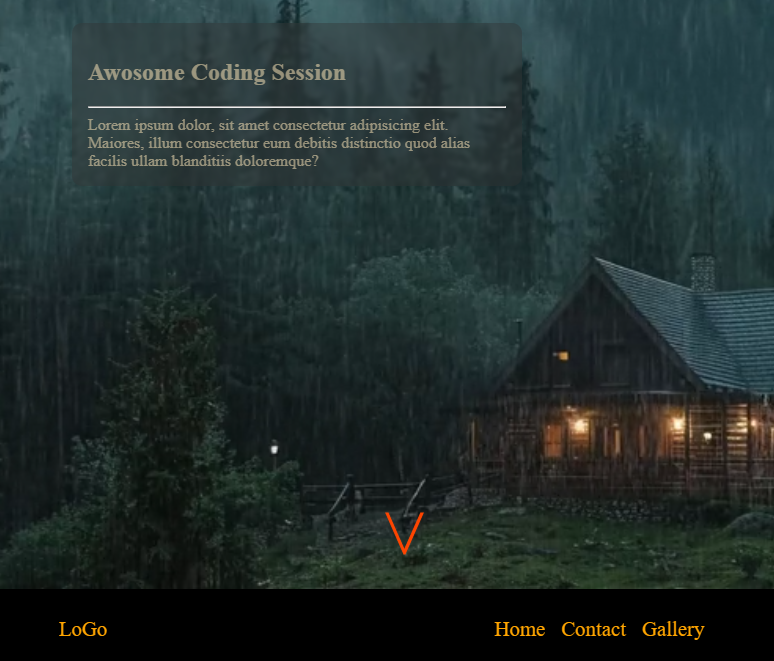 Awosome Coding Session
Lorem ipsum dolor, sit amet consectetur adipisicing elit.
Maiores, illum consectetur eum debitis distinctio quod alias
facilis ullam blanditiis doloremque?
LoGo Home Contact Gallery